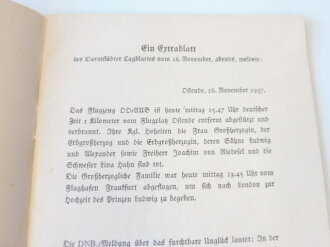 Ein Extrablatt
des Darmstädter Tagblattes vom 16. November, abends, meldet:
Ostende, 16. November 1937.
Das Flugzeug OO-AUB ist heute mittag 15.47 Uhr deutscher
Zeit 1 Kilometer vom Flugplatz Ostende entfernt abgestürzt und
verbrannt. Ihre Kgl. Hoheiten die Frau Großherzogin, der
Erbgroßherzog und die Erbgroßherzogin, deren Söhne Ludwig
und Alexander sowie Freiherr Joachim von Riedesel und die
Schwester Lina Hahn sind tot.
Die Großherzogliche Familie war heute mittag 13.45 Uhr vom
Flughafen Frankfurt abgeflogen, um sich nach London zur
Hochzeit des Prinzen Ludwig zu begeben.
Die DNB.-Meldung über das furchtbare Unglück lautet: In der